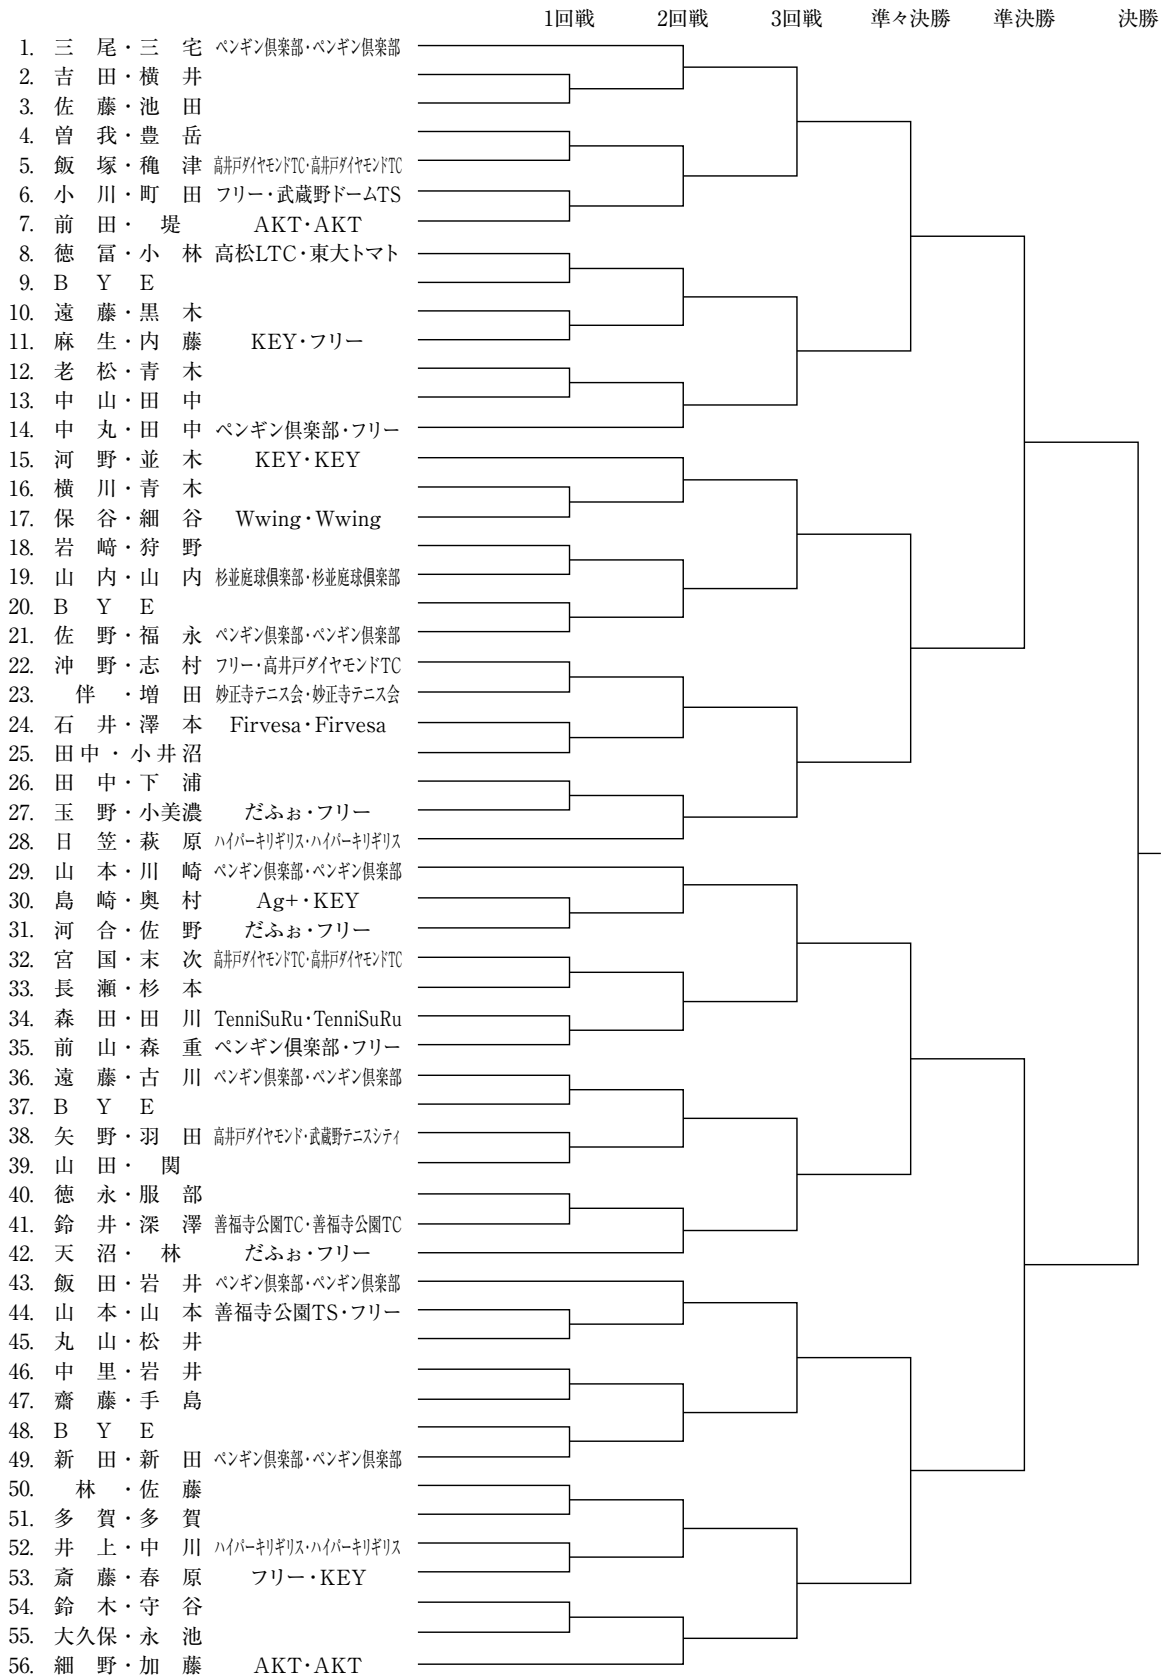 1回戦 2回戦 3回戦 準々決勝 準決勝 決勝
1. 三 尾・三 宅 ペンギン倶楽部・ペンギン倶楽部
2. 吉 田・横 井
3. 佐 藤・池 田
4. 曽 我・豊 岳
5. 飯 塚・穐 津 高井戸ダイヤモンドTC・高井戸ダイヤモンドTC
6. 小 川・町 田 フリー・武蔵野ドームTS
7. 前 田・ 堤 AKT・AKT
8. 徳 冨・小 林 高松LTC・東大トマト
9. B Y E
10. 遠 藤・黒 木
11. 麻 生・内 藤 KEY・フリー
12. 老 松・青 木
13. 中 山・田 中
14. 中 丸・田 中 ペンギン倶楽部・フリー
15. 河 野・並 木 KEY・KEY
16. 横 川・青 木
17. 保 谷・細 谷 Wwing・Wwing
18. 岩 﨑・狩 野
19. 山 内・山 内 杉並庭球倶楽部・杉並庭球倶楽部
20. B Y E
21. 佐 野・福 永 ペンギン倶楽部・ペンギン倶楽部
22. 沖 野・志 村 フリー・高井戸ダイヤモンドTC
23. 伴 ・増 田 妙正寺テニス会・妙正寺テニス会
24. 石 井・澤 本 Firvesa・Firvesa
25. 田中・小井沼
26. 田 中・下 浦
27. 玉 野・小美濃 だふぉ・フリー
28. 日 笠・萩 原 ハイパーキリギリス・ハイパーキリギリス
29. 山 本・川 崎 ペンギン倶楽部・ペンギン倶楽部
30. 島 崎・奥 村 Ag+・KEY
31. 河 合・佐 野 だふぉ・フリー
32. 宮 国・末 次 高井戸ダイヤモンドTC・高井戸ダイヤモンドTC
33. 長 瀬・杉 本
34. 森 田・田 川 TenniSuRu・TenniSuRu
35. 前 山・森 重 ペンギン倶楽部・フリー
36. 遠 藤・古 川 ペンギン倶楽部・ペンギン倶楽部
37. B Y E
38. 矢 野・羽 田 高井戸ダイヤモンド・武蔵野テニスシティ
39. 山 田・ 関
40. 徳 永・服 部
41. 鈴 井・深 澤 善福寺公園TC・善福寺公園TC
42. 天 沼・ 林 だふぉ・フリー
43. 飯 田・岩 井 ペンギン倶楽部・ペンギン倶楽部
44. 山 本・山 本 善福寺公園TS・フリー
45. 丸 山・松 井
46. 中 里・岩 井
47. 齋 藤・手 島
48. B Y E
49. 新 田・新 田 ペンギン倶楽部・ペンギン倶楽部
50. 林 ・佐 藤
51. 多 賀・多 賀
52. 井 上・中 川 ハイパーキリギリス・ハイパーキリギリス
53. 斎 藤・春 原 フリー・KEY
54. 鈴 木・守 谷
55. 大久保・永 池
56. 細 野・加 藤 AKT・AKT